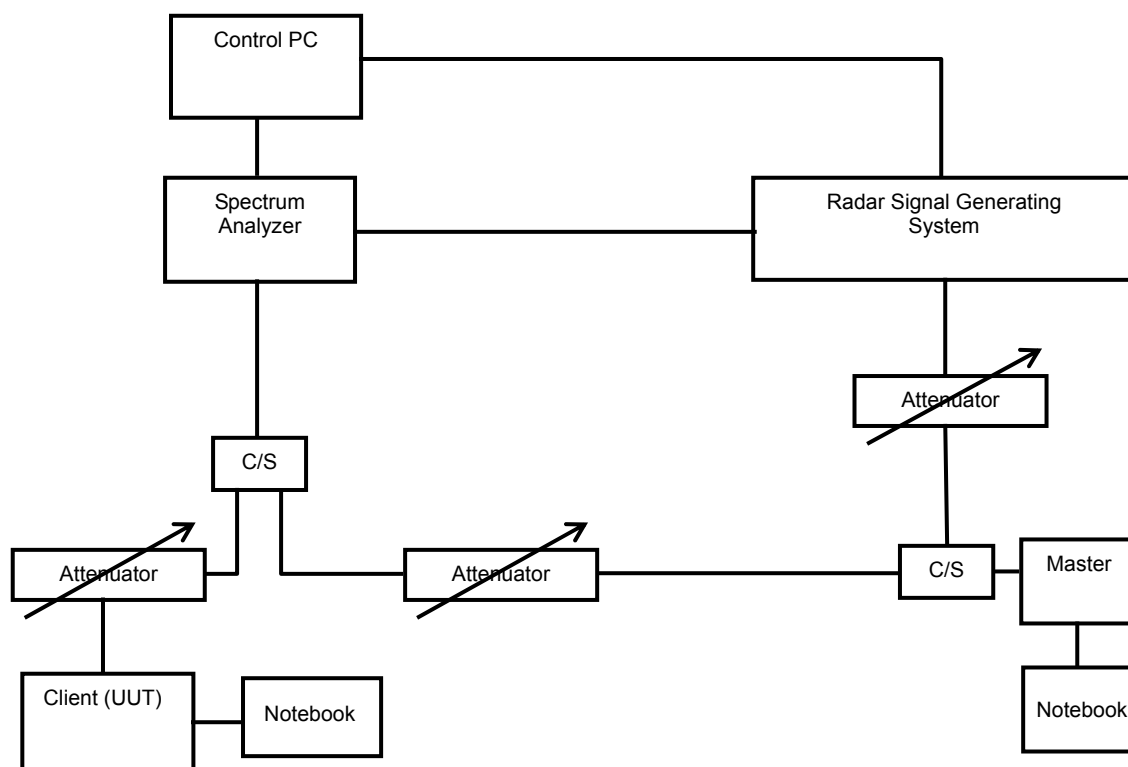 Control PC
Spectrum
Analyzer
Radar Signal Generating
System
Attenuator
C/S
Attenuator
Attenuator
C/S
Master
Client (UUT)
Notebook
Notebook